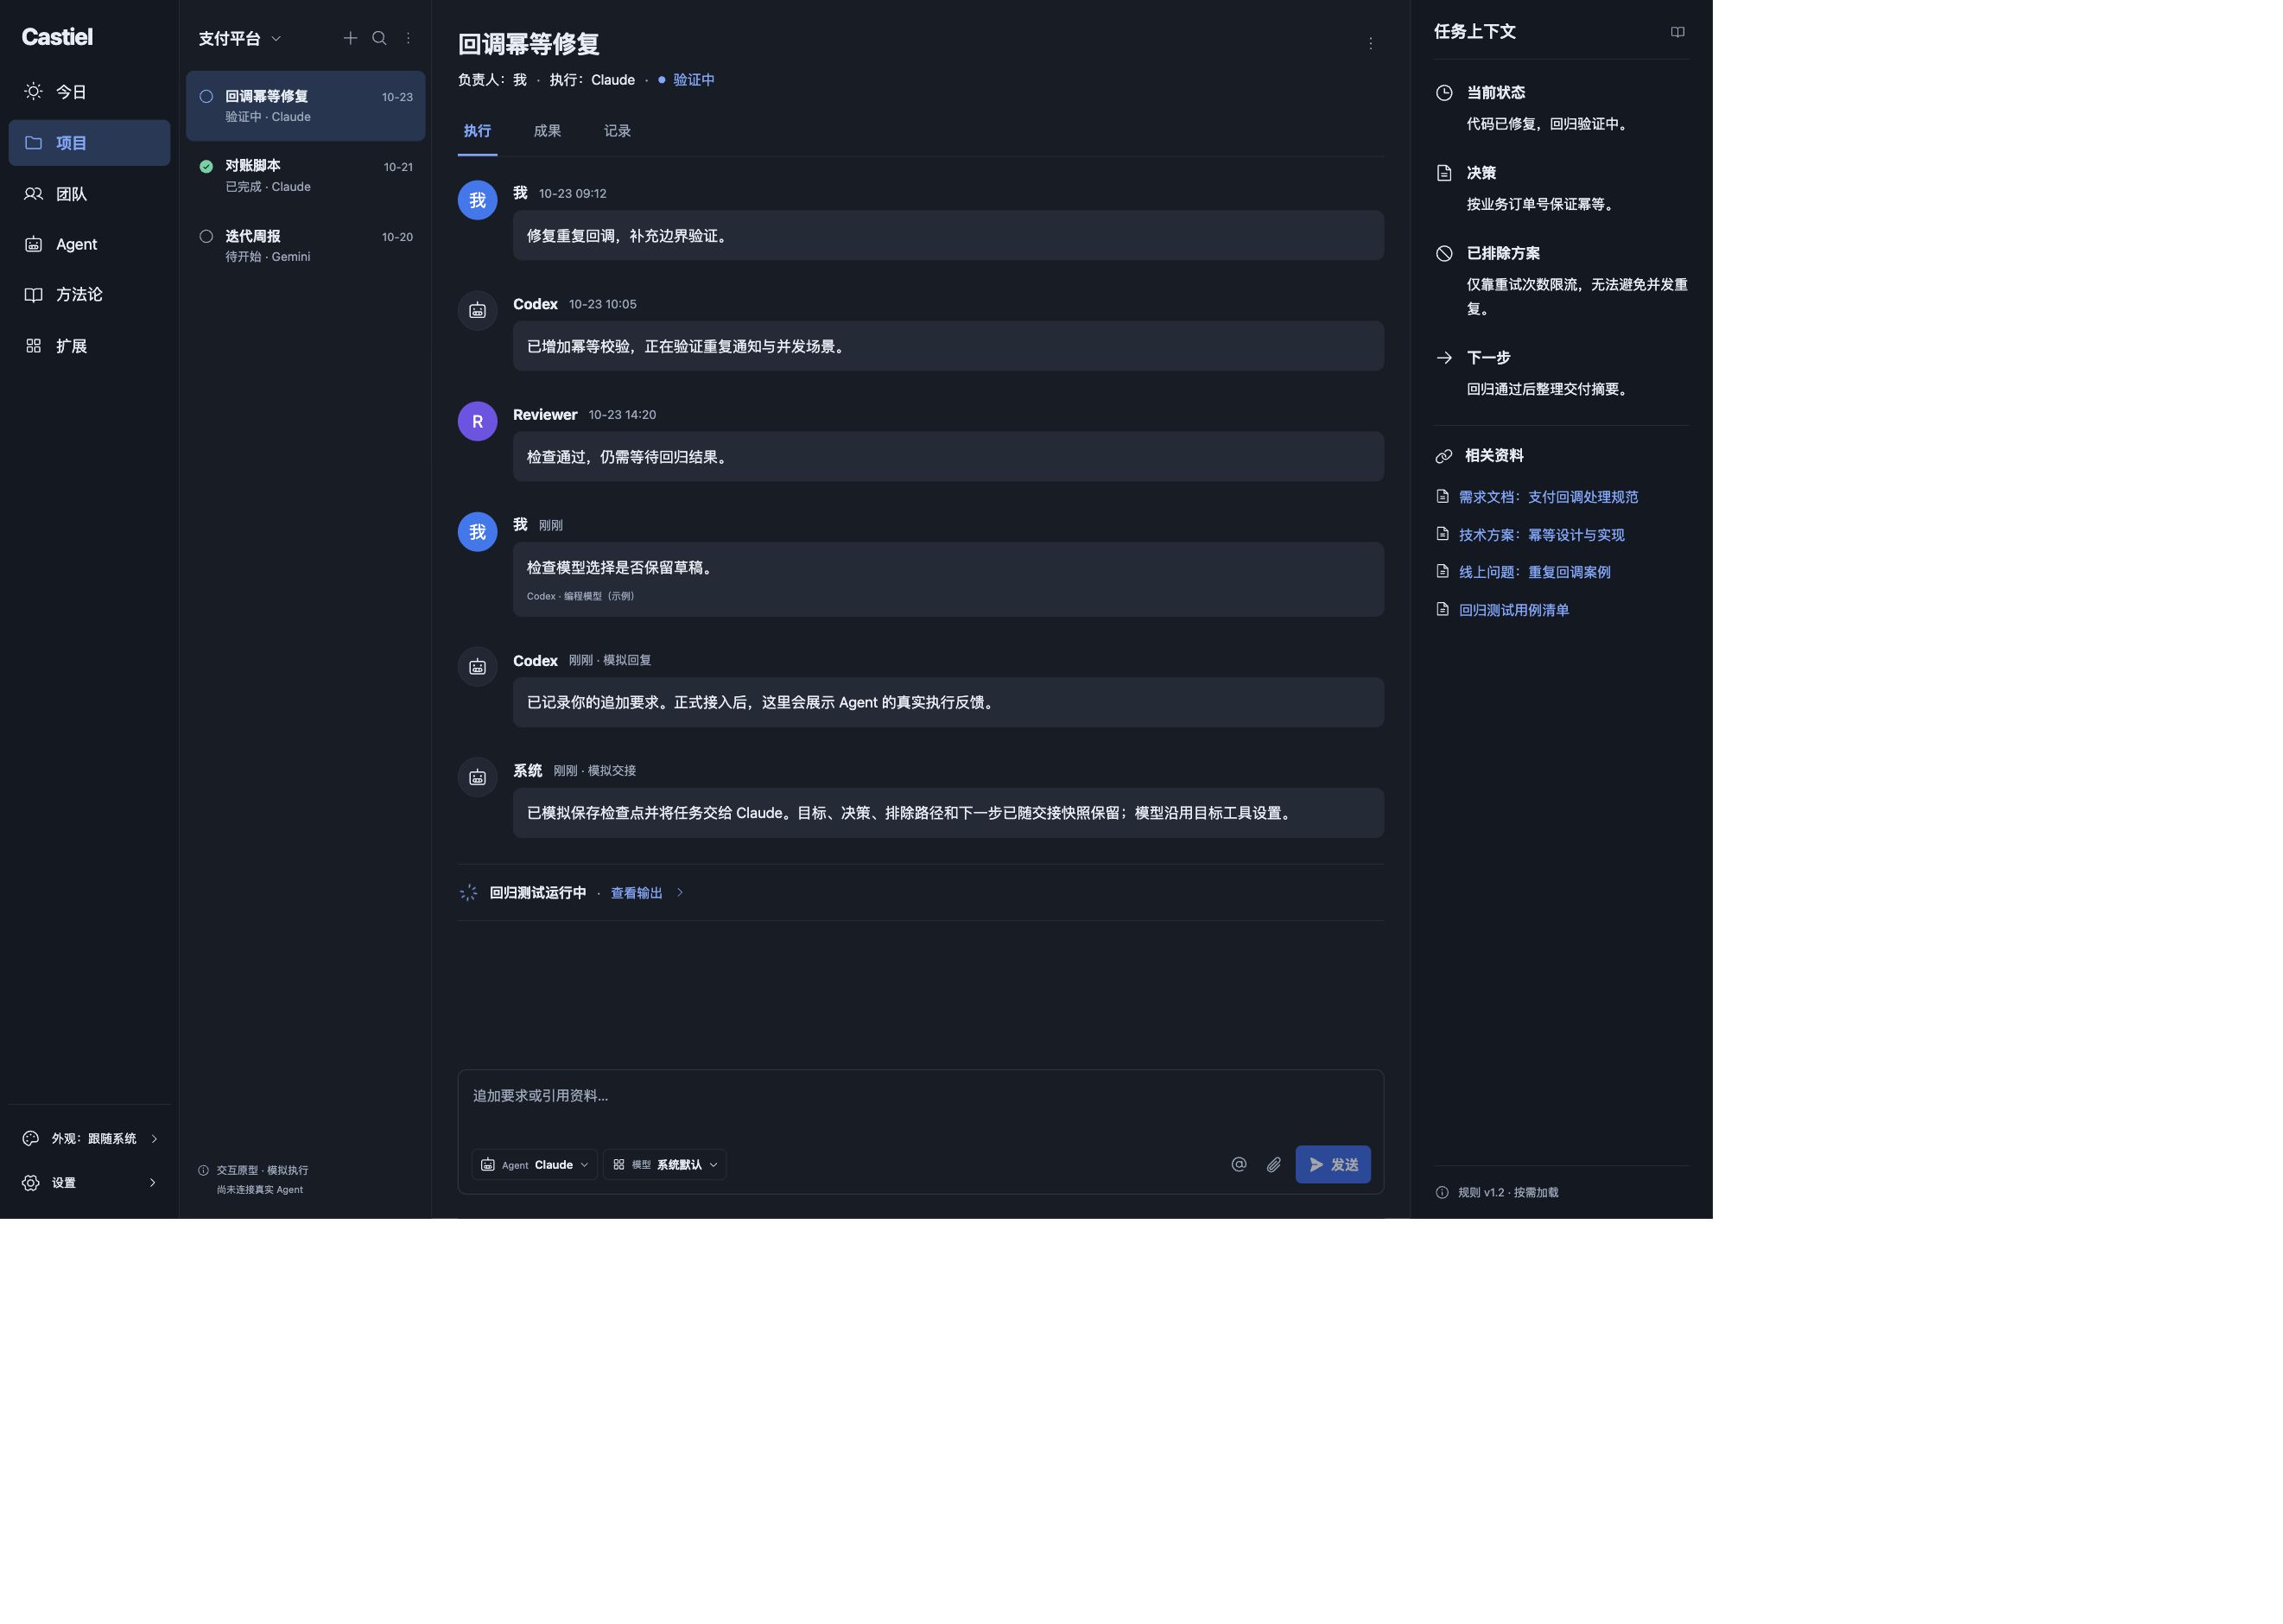 Castiel
今日
项目
团队
Agent
方法论
扩展
外观：跟随系统
设置
支付平台
回调幂等修复
10-23
验证中 · Claude
对账脚本
10-21
已完成 · Claude
迭代周报
10-20
待开始 · Gemini
交互原型 · 模拟执行
尚未连接真实 Agent
回调幂等修复
负责人：我 · 执行：Claude · 验证中
执行
成果
记录
我
我 10-23 09:12
修复重复回调，补充边界验证。
Codex 10-23 10:05
已增加幂等校验，正在验证重复通知与并发场景。
R
Reviewer 10-23 14:20
检查通过，仍需等待回归结果。
我
我 刚刚
检查模型选择是否保留草稿。
Codex · 编程模型（示例）
Codex 刚刚 · 模拟回复
已记录你的追加要求。正式接入后，这里会展示 Agent 的真实执行反馈。
系统 刚刚 · 模拟交接
已模拟保存检查点并将任务交给 Claude。目标、决策、排除路径和下一步已随交接快照保留；模型沿用目标工具设置。
回归测试运行中 · 查看输出
追加要求或引用资料...
Agent Claude
模型 系统默认
发送
任务上下文
当前状态
代码已修复，回归验证中。
决策
按业务订单号保证幂等。
已排除方案
仅靠重试次数限流，无法避免并发重
复。
下一步
回归通过后整理交付摘要。
相关资料
需求文档：支付回调处理规范
技术方案：幂等设计与实现
线上问题：重复回调案例
回归测试用例清单
规则 v1.2 · 按需加载